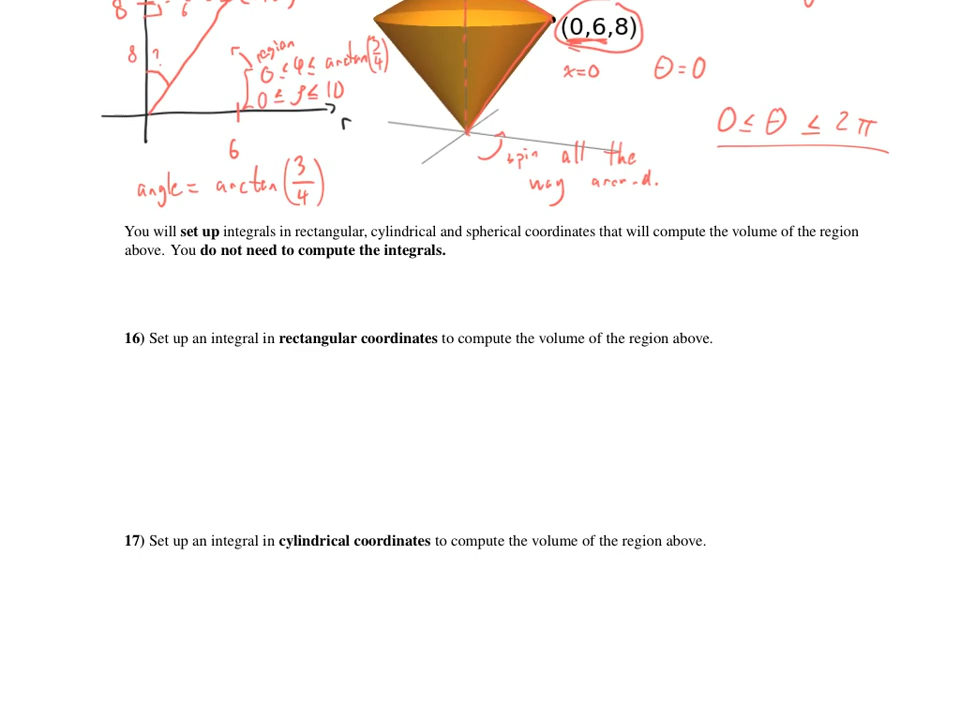 8
6
8 ?
region
0 ≤ φ ≤ arctan(3/4)
0 ≤ ρ ≤ 10
r
6
angle = arctan(3/4)
(0,6,8)
x=0
θ=0
0 ≤ θ ≤ 2π
spin all the
way around.
You will set up integrals in rectangular, cylindrical and spherical coordinates that will compute the volume of the region
above. You do not need to compute the integrals.
16) Set up an integral in rectangular coordinates to compute the volume of the region above.
17) Set up an integral in cylindrical coordinates to compute the volume of the region above.